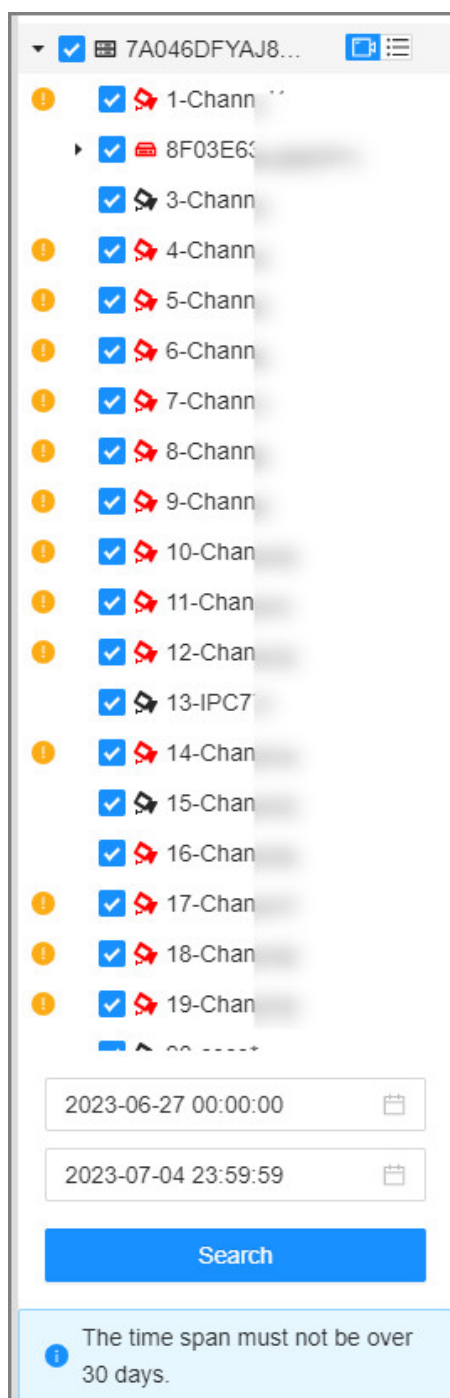 7A046DFYAJ8...
1-Chann
8F03E63
3-Chann
4-Chann
5-Chann
6-Chann
7-Chann
8-Chann
9-Chann
10-Chan
11-Chan
12-Chan
13-IPC7
14-Chan
15-Chan
16-Chan
17-Chan
18-Chan
19-Chan
2023-06-27 00:00:00
2023-07-04 23:59:59
Search
The time span must not be over
30 days.